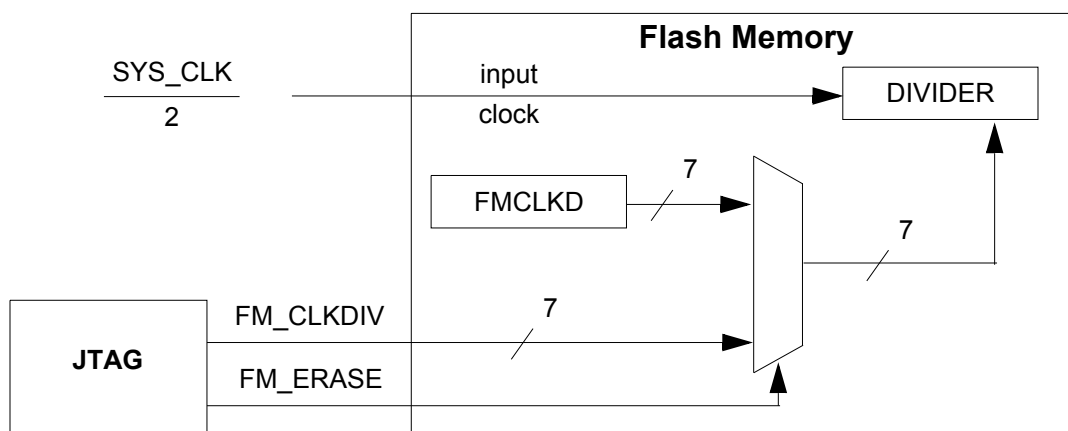 Flash Memory
SYS_CLK
2
input
clock
DIVIDER
7
FMCLKD
7
FM_CLKDIV
7
JTAG
FM_ERASE